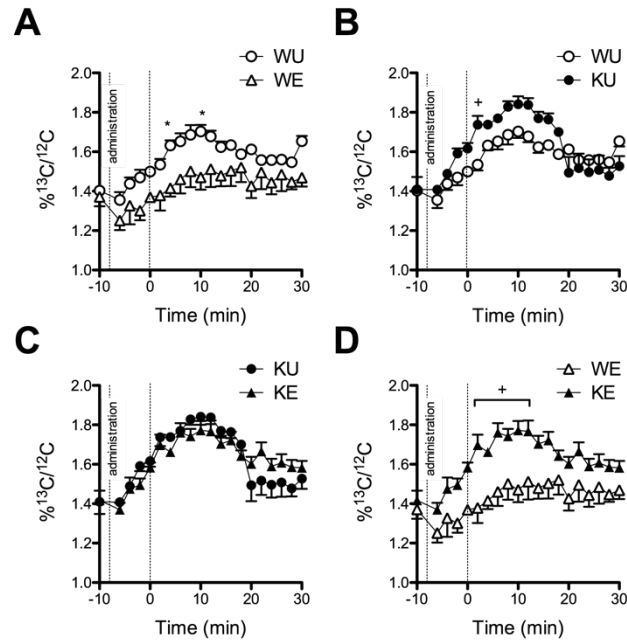 A
WU
WE
%13C/12C
2.0
1.8
1.6
1.4
1.2
1.0
administration
*
*
-10 0 10 20 30
Time (min)
B
WU
KU
%13C/12C
2.0
1.8
1.6
1.4
1.2
1.0
administration
+
-10 0 10 20 30
Time (min)
C
KU
KE
%13C/12C
2.0
1.8
1.6
1.4
1.2
1.0
administration
-10 0 10 20 30
Time (min)
D
WE
KE
%13C/12C
2.0
1.8
1.6
1.4
1.2
1.0
administration
+
-10 0 10 20 30
Time (min)